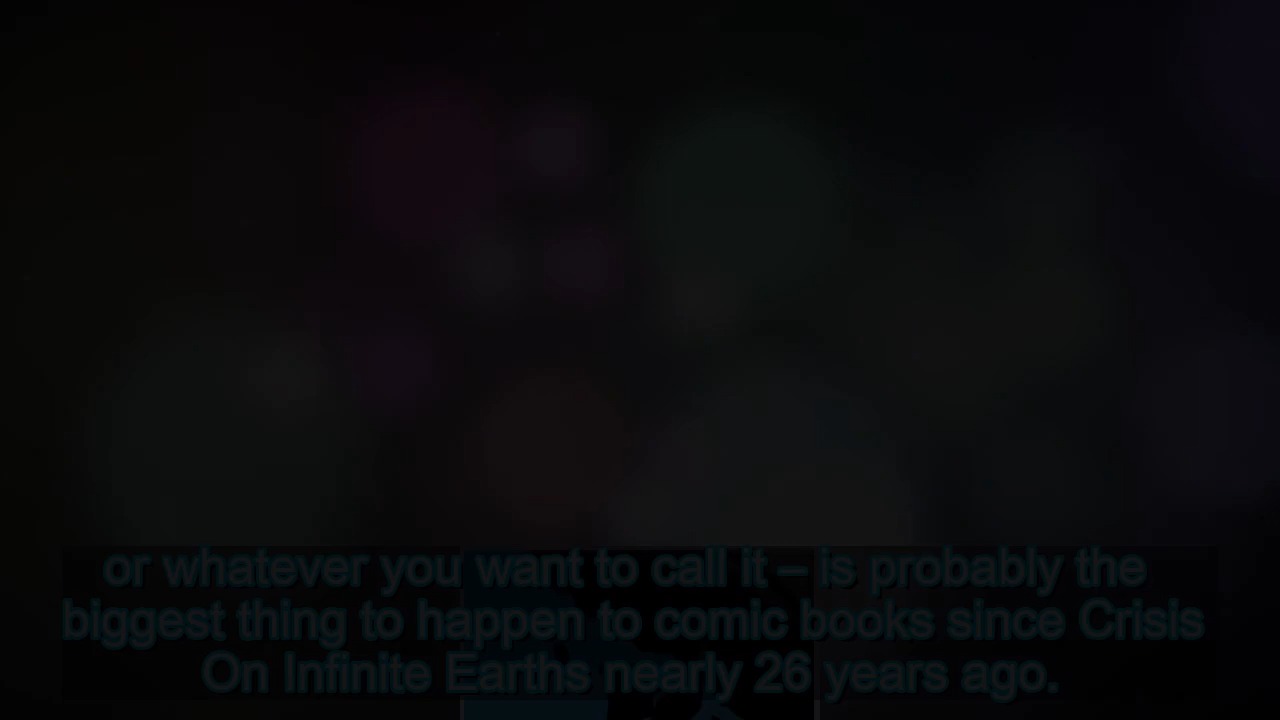 or whatever you want to call it – is probably the
biggest thing to happen to comic books since Crisis
On Infinite Earths nearly 26 years ago.